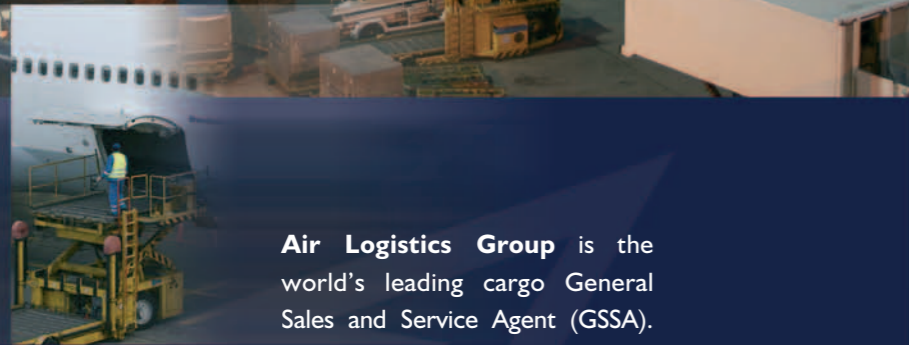 Air Logistics Group is the
world's leading cargo General
Sales and Service Agent (GSSA).